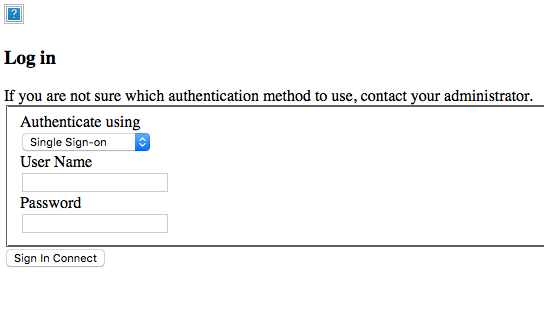 ?
Log in
If you are not sure which authentication method to use, contact your administrator.
Authenticate using
Single Sign-on
User Name
Password
Sign In Connect